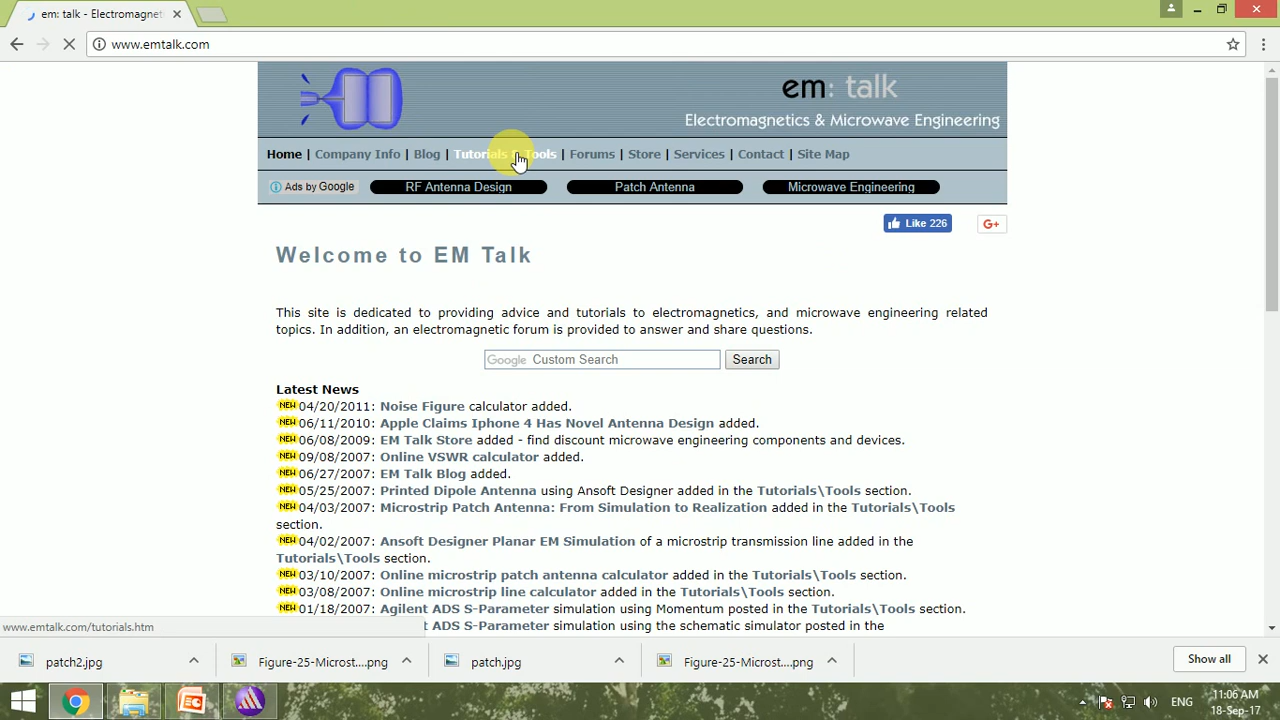 em: talk - Electromagneti
www.emtalk.com
em: talk
Electromagnetics & Microwave Engineering
Home | Company Info | Blog | Tutorials Tools | Forums | Store | Services | Contact | Site Map
Ads by Google RF Antenna Design Patch Antenna Microwave Engineering
Like 226 G+
Welcome to EM Talk
This site is dedicated to providing advice and tutorials to electromagnetics, and microwave engineering related
topics. In addition, an electromagnetic forum is provided to answer and share questions.
Google Custom Search Search
Latest News
NEW 04/20/2011: Noise Figure calculator added.
NEW 06/11/2010: Apple Claims Iphone 4 Has Novel Antenna Design added.
NEW 06/08/2009: EM Talk Store added - find discount microwave engineering components and devices.
NEW 09/08/2007: Online VSWR calculator added.
NEW 06/27/2007: EM Talk Blog added.
NEW 05/25/2007: Printed Dipole Antenna using Ansoft Designer added in the Tutorials\Tools section.
NEW 04/03/2007: Microstrip Patch Antenna: From Simulation to Realization added in the Tutorials\Tools
section.
NEW 04/02/2007: Ansoft Designer Planar EM Simulation of a microstrip transmission line added in the
Tutorials\Tools section.
NEW 03/10/2007: Online microstrip patch antenna calculator added in the Tutorials\Tools section.
NEW 03/08/2007: Online microstrip line calculator added in the Tutorials\Tools section.
NEW 01/18/2007: Agilent ADS S-Parameter simulation using Momentum posted in the Tutorials\Tools section.
t ADS S-Parameter simulation using the schematic simulator posted in the
www.emtalk.com/tutorials.htm
patch2.jpg Figure-25-Microst....png patch.jpg Figure-25-Microst....png Show all
ENG 11:06 AM
18-Sep-17